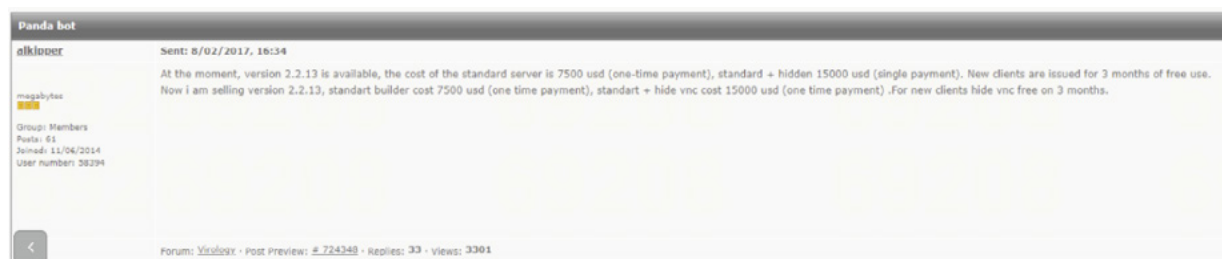 Panda bot
alkipper
Sent: 8/02/2017, 16:34
At the moment, version 2.2.13 is available, the cost of the standard server is 7500 usd (one-time payment), standard + hidden 15000 usd (single payment). New clients are issued for 3 months of free use.
Now i am selling version 2.2.13, standart builder cost 7500 usd (one time payment), standart + hide vnc cost 15000 usd (one time payment) .For new clients hide vnc free on 3 months.
megabytes
Group: Members
Posts: 61
Joined: 11/06/2014
User number: 58394
Forum: Virology · Post Preview: # 724348 · Replies: 33 · Views: 3301